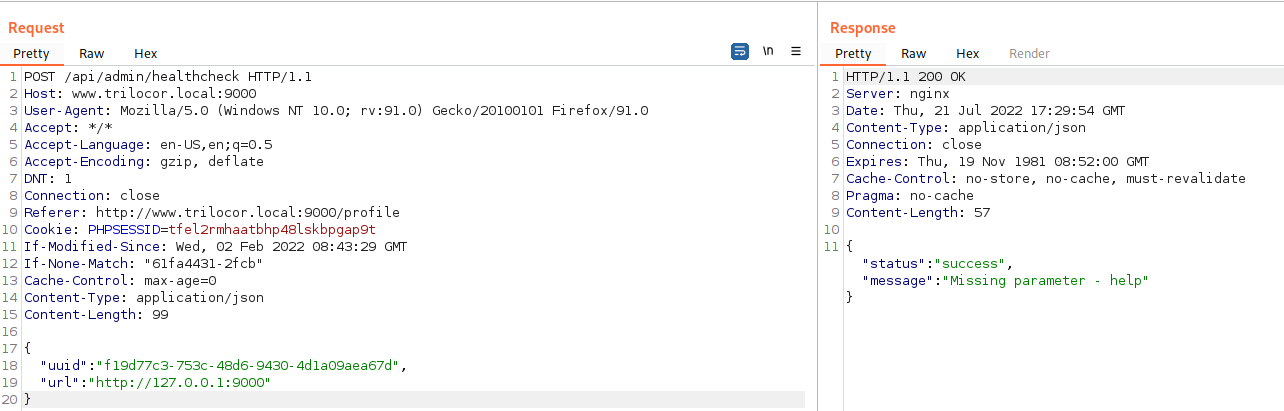 Request
Pretty Raw Hex \n
1 POST /api/admin/healthcheck HTTP/1.1
2 Host: www.trilocor.local:9000
3 User-Agent: Mozilla/5.0 (Windows NT 10.0; rv:91.0) Gecko/20100101 Firefox/91.0
4 Accept: */*
5 Accept-Language: en-US,en;q=0.5
6 Accept-Encoding: gzip, deflate
7 DNT: 1
8 Connection: close
9 Referer: http://www.trilocor.local:9000/profile
10 Cookie: PHPSESSID=tfel2rmhaatbhp48lskbpgap9t
11 If-Modified-Since: Wed, 02 Feb 2022 08:43:29 GMT
12 If-None-Match: "61fa4431-2fcb"
13 Cache-Control: max-age=0
14 Content-Type: application/json
15 Content-Length: 99
16
17 {
18 "uuid":"f19d77c3-753c-48d6-9430-4d1a09aea67d",
19 "url":"http://127.0.0.1:9000"
20 }
Response
Pretty Raw Hex Render
1 HTTP/1.1 200 OK
2 Server: nginx
3 Date: Thu, 21 Jul 2022 17:29:54 GMT
4 Content-Type: application/json
5 Connection: close
6 Expires: Thu, 19 Nov 1981 08:52:00 GMT
7 Cache-Control: no-store, no-cache, must-revalidate
8 Pragma: no-cache
9 Content-Length: 57
10
11 {
"status":"success",
"message":"Missing parameter - help"
}